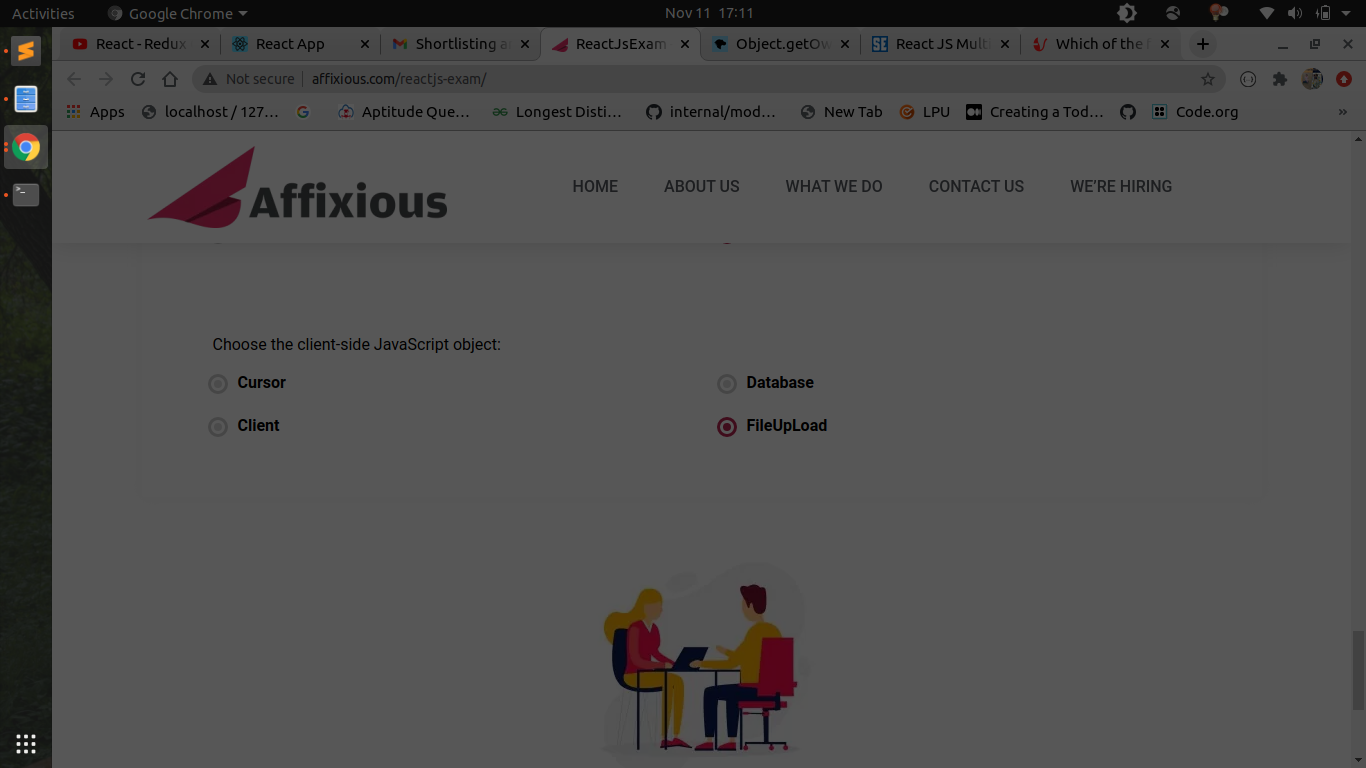 Activities
Google Chrome
Nov 11 17:11
React - Redux
React App
Shortlisting a
ReactJsExam
Object.getOw
React JS Multi
Which of the
Not secure
affixious.com/reactjs-exam/
Apps
localhost / 127...
Aptitude Que...
Longest Disti...
internal/mod...
New Tab
LPU
Creating a Tod...
Code.org
»
Affixious
HOME
ABOUT US
WHAT WE DO
CONTACT US
WE'RE HIRING
Choose the client-side JavaScript object:
Cursor
Database
Client
FileUpLoad